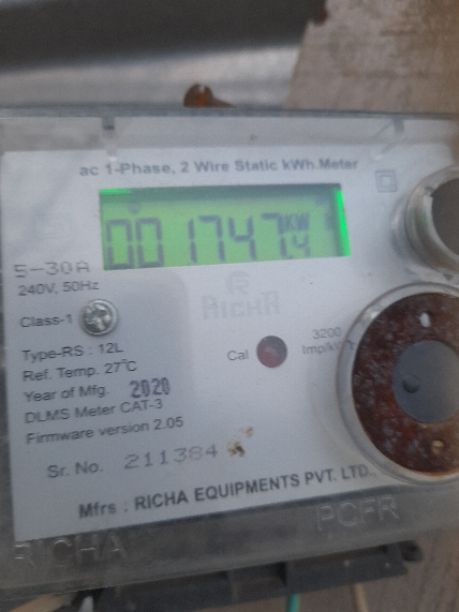 ac 1-Phase, 2 Wire Static kWh.Meter
001747.4
KW
5-30A
240V, 50Hz
RICHA
Class-1
Cal
3200
Type-RS : 12L
Ref. Temp. 27°C
Year of Mfg. 2020
DLMS Meter CAT-3
Firmware version 2.05
Sr. No. 211384
Mfrs : RICHA EQUIPMENTS PVT. LTD.
RICHA